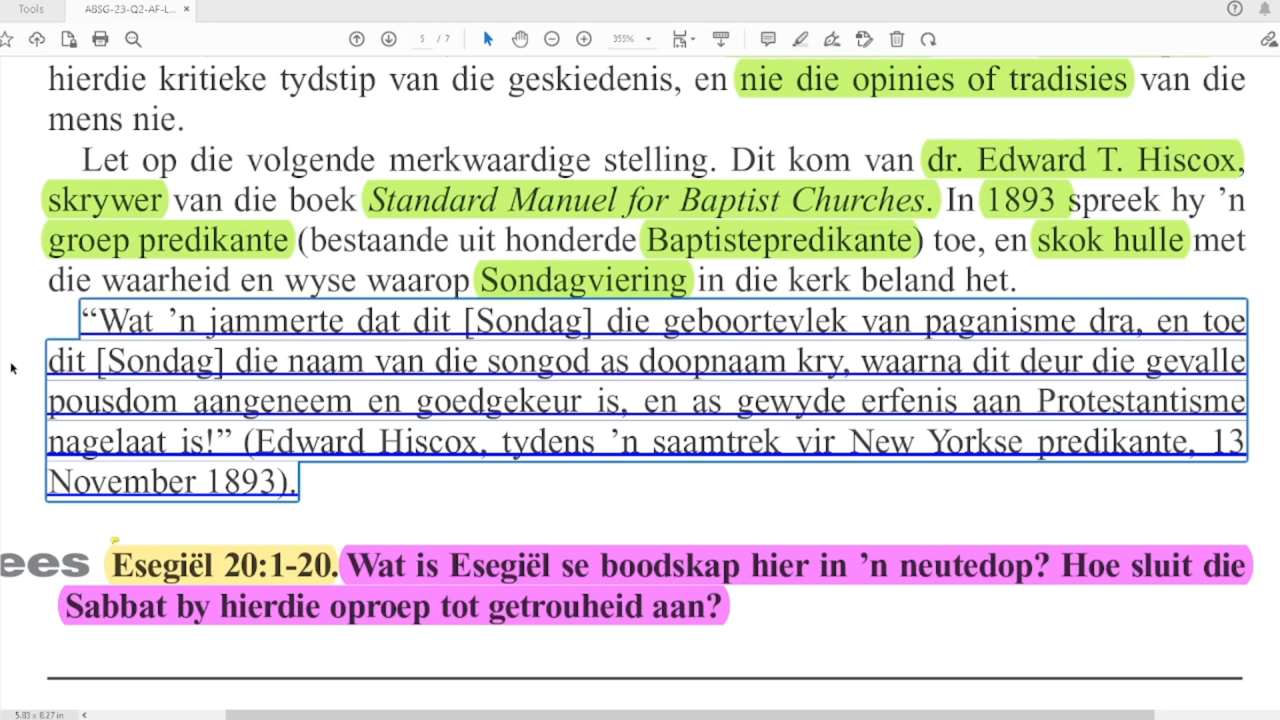 Tools
ABSG-23-Q2-AF-L... ×
5 / 7
355%
hierdie kritieke tydstip van die geskiedenis, en nie die opinies of tradisies van die
mens nie.
Let op die volgende merkwaardige stelling. Dit kom van dr. Edward T. Hiscox,
skrywer van die boek Standard Manuel for Baptist Churches. In 1893 spreek hy ’n
groep predikante (bestaande uit honderde Baptistepredikante) toe, en skok hulle met
die waarheid en wyse waarop Sondagviering in die kerk beland het.
“Wat ’n jammerte dat dit [Sondag] die geboortevlek van paganisme dra, en toe
dit [Sondag] die naam van die songod as doopnaam kry, waarna dit deur die gevalle
pousdom aangeneem en goedgekeur is, en as gewyde erfenis aan Protestantisme
nagelaat is!” (Edward Hiscox, tydens ’n saamtrek vir New Yorkse predikante, 13
November 1893).
ees Esegiël 20:1-20. Wat is Esegiël se boodskap hier in ’n neutedop? Hoe sluit die
Sabbat by hierdie oproep tot getrouheid aan?
5.83 x 8.27 in